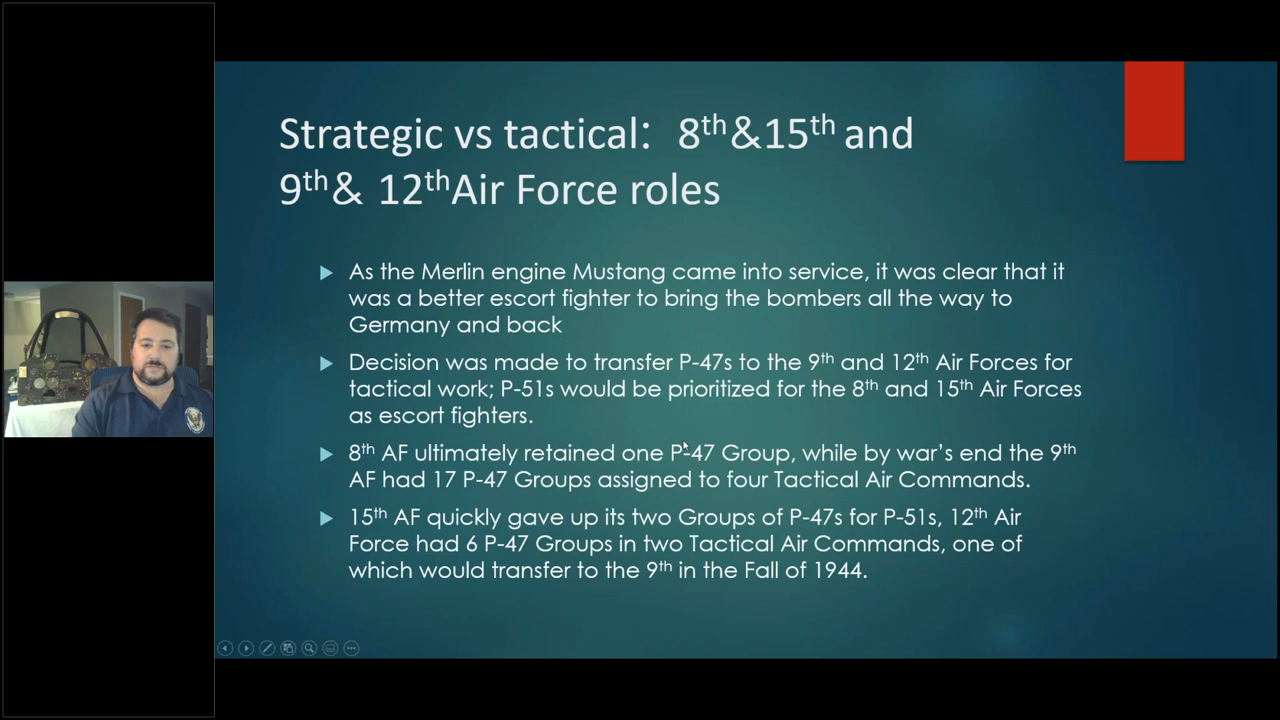 Strategic vs tactical: 8th&15th and
9th& 12thAir Force roles
As the Merlin engine Mustang came into service, it was clear that it
was a better escort fighter to bring the bombers all the way to
Germany and back
Decision was made to transfer P-47s to the 9th and 12th Air Forces for
tactical work; P-51s would be prioritized for the 8th and 15th Air Forces
as escort fighters.
8th AF ultimately retained one P-47 Group, while by war's end the 9th
AF had 17 P-47 Groups assigned to four Tactical Air Commands.
15th AF quickly gave up its two Groups of P-47s for P-51s, 12th Air
Force had 6 P-47 Groups in two Tactical Air Commands, one of
which would transfer to the 9th in the Fall of 1944.